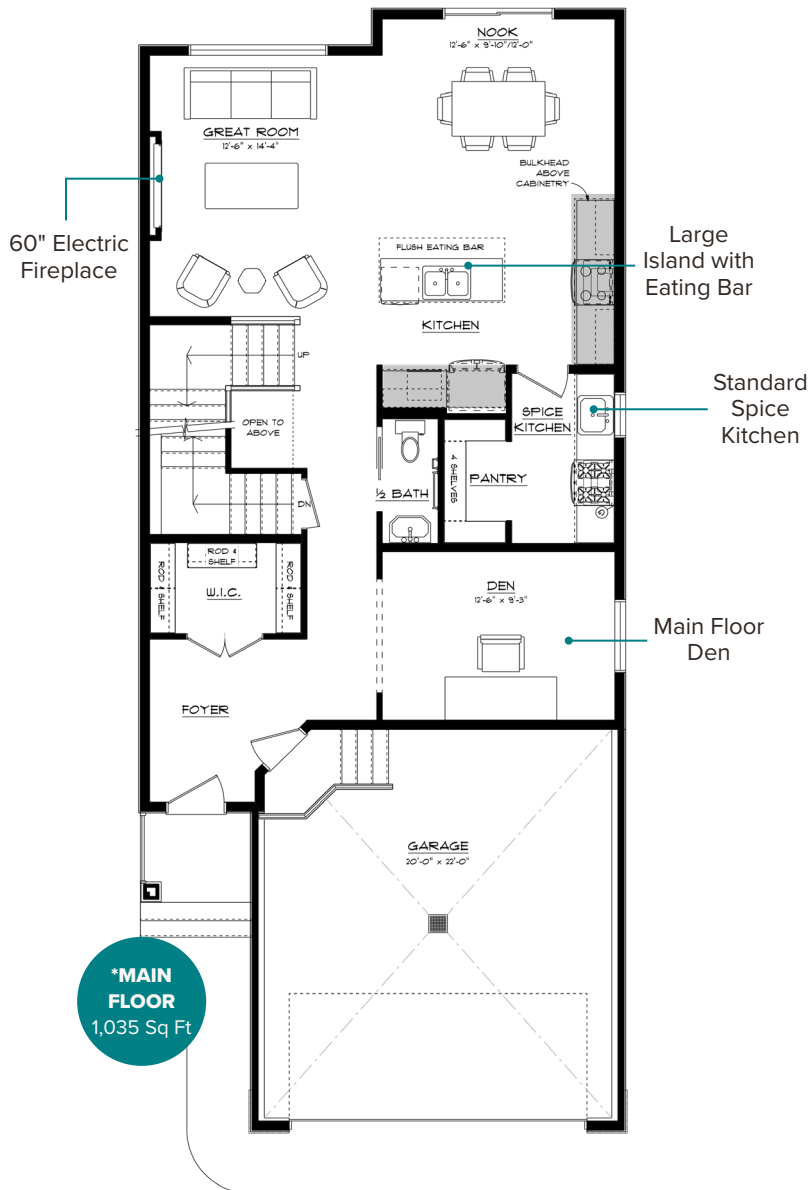 NOOK
12'-6" x 9'-10"/12'-0"
GREAT ROOM
12'-6" x 14'-4"
BULKHEAD
ABOVE
CABINETRY
60" Electric
Fireplace
FLUSH EATING BAR
Large
Island with
Eating Bar
KITCHEN
UP
OPEN TO
ABOVE
SPICE
KITCHEN
Standard
Spice
Kitchen
4 SHELVES
PANTRY
½ BATH
DN
ROD &
SHELF
ROD & SHELF
ROD & SHELF
W.I.C.
DEN
12'-6" x 9'-3"
Main Floor
Den
FOYER
GARAGE
20'-0" x 22'-0"
*MAIN
FLOOR
1,035 Sq Ft